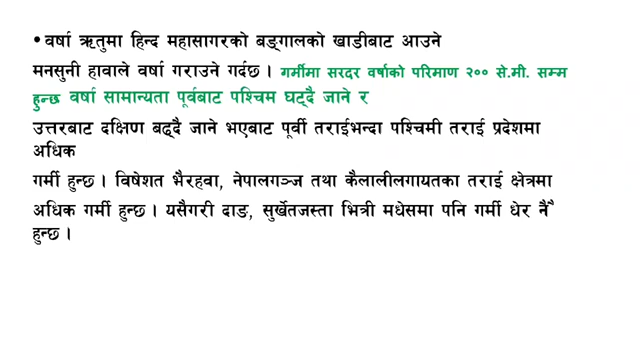 • वर्षा ऋतुमा हिन्द महासागरको बङ्गालको खाडीबाट आउने
मनसुनी हावाले वर्षा गराउने गर्दछ । गर्मीमा सरदर वर्षाको परिमाण २०० से.मी. सम्म
हुन्छ वर्षा सामान्यता पूर्वबाट पश्चिम घट्दै जाने र
उत्तरबाट दक्षिण बढ्दै जाने भएबाट पूर्वी तराईभन्दा पश्चिमी तराई प्रदेशमा
अधिक
गर्मी हुन्छ । विषेशत भैरहवा, नेपालगञ्ज तथा कैलालीलगायतका तराई क्षेत्रमा
अधिक गर्मी हुन्छ । यसैगरी दाङ, सुर्खेतजस्ता भित्री मधेसमा पनि गर्मी धेर नै
हुन्छ ।